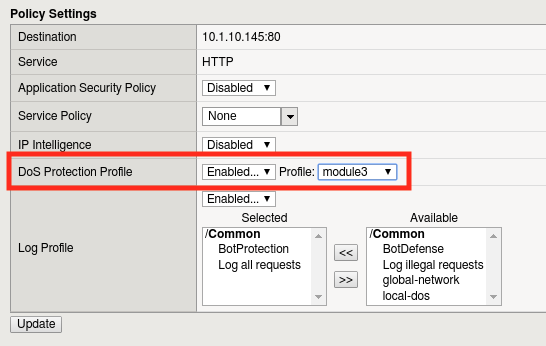 Policy Settings
Destination 10.1.10.145:80
Service HTTP
Application Security Policy Disabled
Service Policy None
IP Intelligence Disabled
DoS Protection Profile Enabled... Profile: module3
Enabled...
Selected Available
Log Profile
/Common /Common
BotProtection BotDefense
Log all requests Log illegal requests
<< global-network
>> local-dos
Update